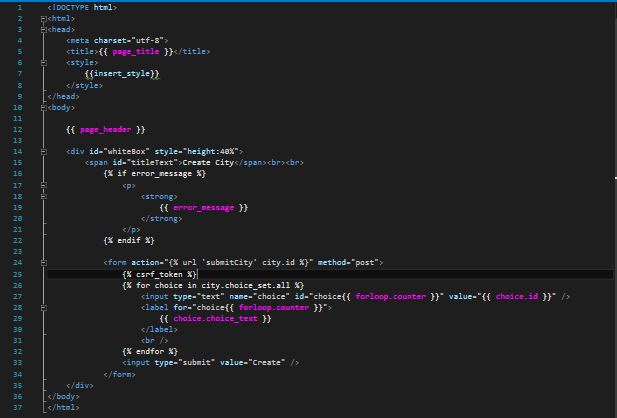 1 <!DOCTYPE html>
2 <html>
3 <head>
4 <meta charset="utf-8">
5 <title>{{ page_title }}</title>
6 <style>
7 {{insert_style}}
8 </style>
9 </head>
10 <body>
11
12 {{ page_header }}
13
14 <div id="whiteBox" style="height:40%">
15 <span id="titleText">Create City</span><br><br>
16 {% if error_message %}
17 <p>
18 <strong>
19 {{ error_message }}
20 </strong>
21 </p>
22 {% endif %}
23
24 <form action="{% url 'submitCity' city.id %}" method="post">
25 {% csrf_token %}
26 {% for choice in city.choice_set.all %}
27 <input type="text" name="choice" id="choice{{ forloop.counter }}" value="{{ choice.id }}" />
28 <label for="choice{{ forloop.counter }}">
29 {{ choice.choice_text }}
30 </label>
31 <br />
32 {% endfor %}
33 <input type="submit" value="Create" />
34 </form>
35 </div>
36 </body>
37 </html>